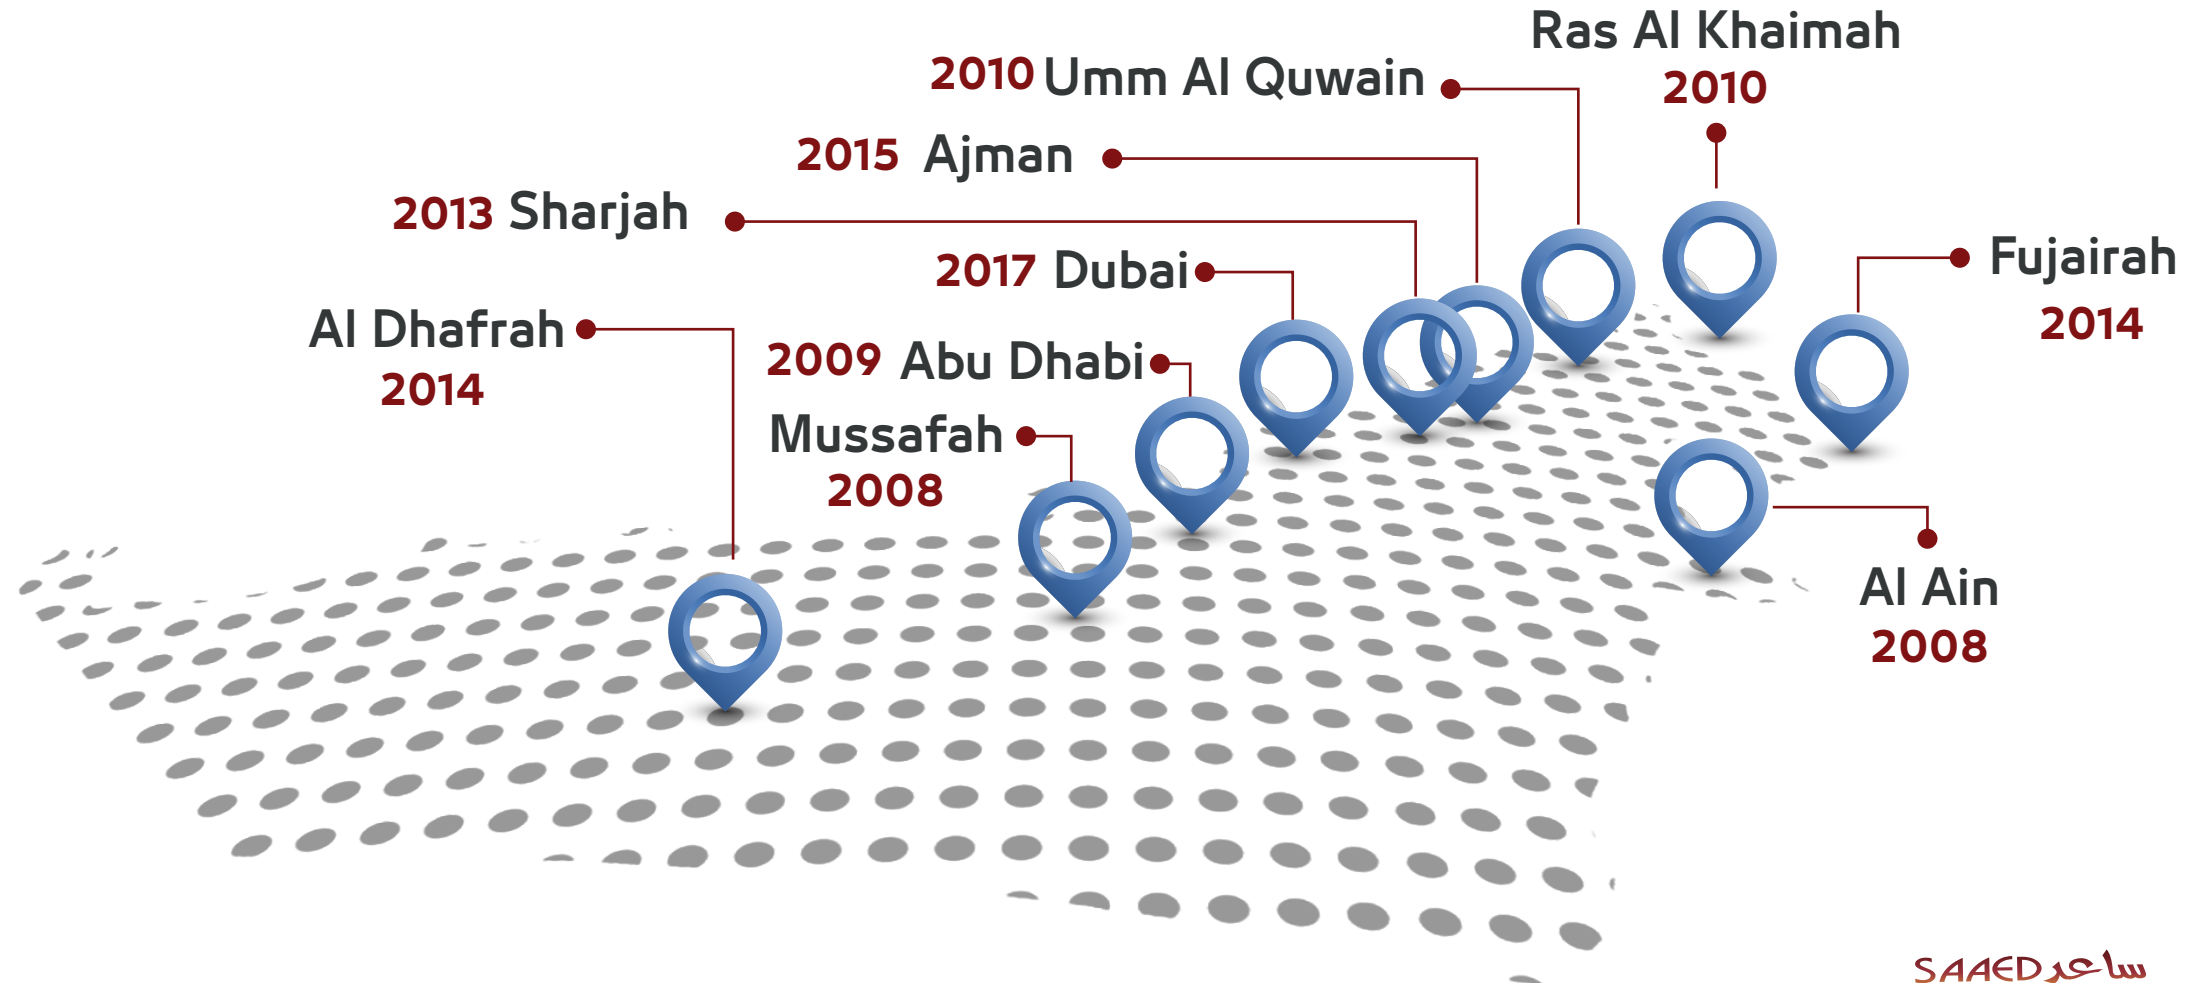 Ras Al Khaimah
2010
2010 Umm Al Quwain
2015 Ajman
2013 Sharjah
2017 Dubai
Fujairah
2014
Al Dhafrah
2014
2009 Abu Dhabi
Mussafah
2008
Al Ain
2008
SAAED ساعد